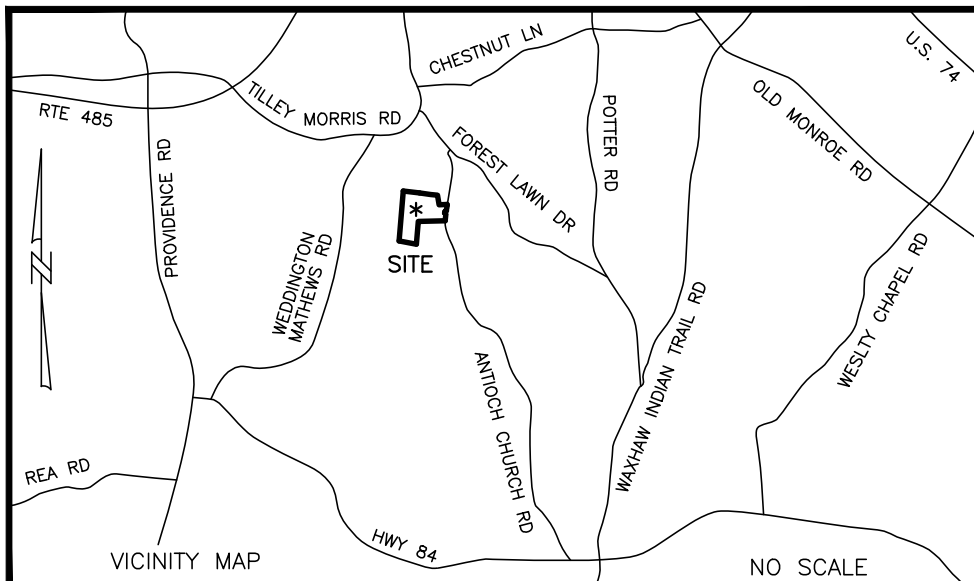 CHESTNUT LN
U.S. 74
RTE 485
TILLEY
MORRIS RD
POTTER RD
OLD MONROE RD
PROVIDENCE RD
FOREST LAWN DR
N
WEDDINGTON
MATHEWS RD
*
SITE
WAXHAW INDIAN TRAIL RD
WESLTY CHAPEL RD
ANTIOCH CHURCH RD
REA RD
HWY 84
VICINITY MAP
NO SCALE